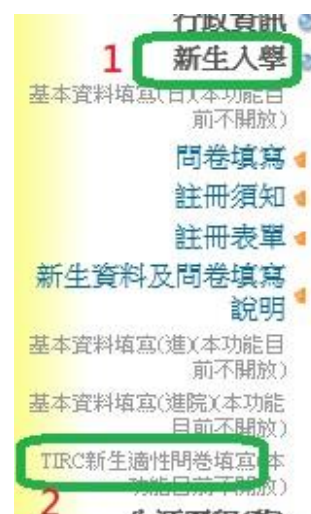 行政資訊
1 新生入學
基本資料填寫(日)(本功能目
前不開放)
問卷填寫
註冊須知
註冊表單
新生資料及問卷填寫
說明
基本資料填寫(進)(本功能目
前不開放)
基本資料填寫(進院)(本功能
目前不開放)
TIRC新生適性問卷填寫(本
功能目前不開放)
2